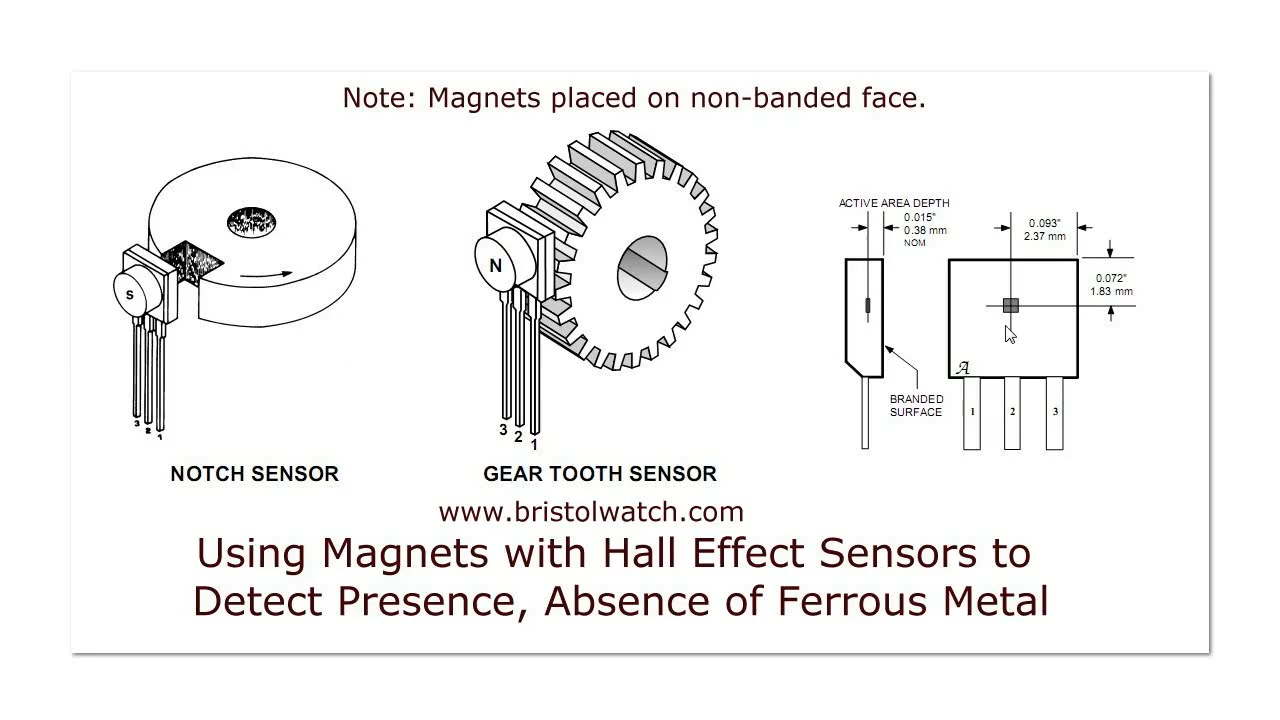 Note: Magnets placed on non-banded face.
S
3
2
1
NOTCH SENSOR
N
3
2
1
GEAR TOOTH SENSOR
ACTIVE AREA DEPTH
0.015"
0.38 mm
NOM
0.093"
2.37 mm
0.072"
1.83 mm
BRANDED
SURFACE
A
1 2 3
www.bristolwatch.com
Using Magnets with Hall Effect Sensors to
Detect Presence, Absence of Ferrous Metal